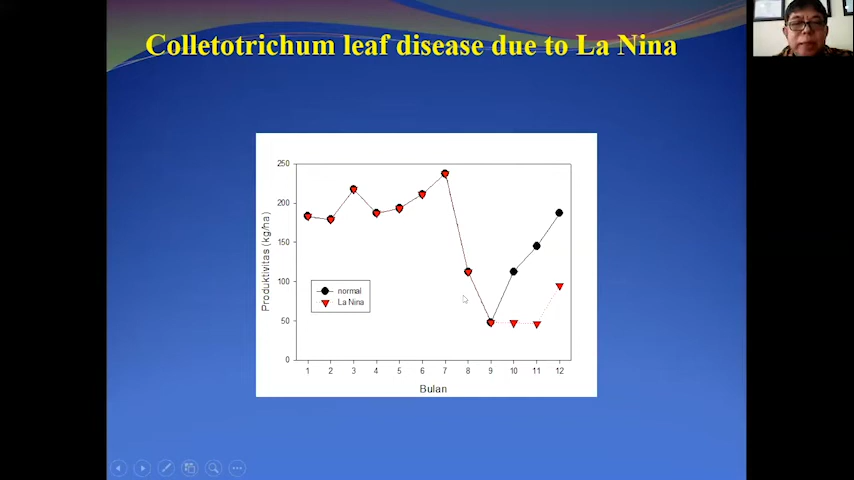 Colletotrichum leaf disease due to La Nina
250
200
150
100
50
0
Produktivitas (kg/ha)
normal
La Nina
1 2 3 4 5 6 7 8 9 10 11 12
Bulan